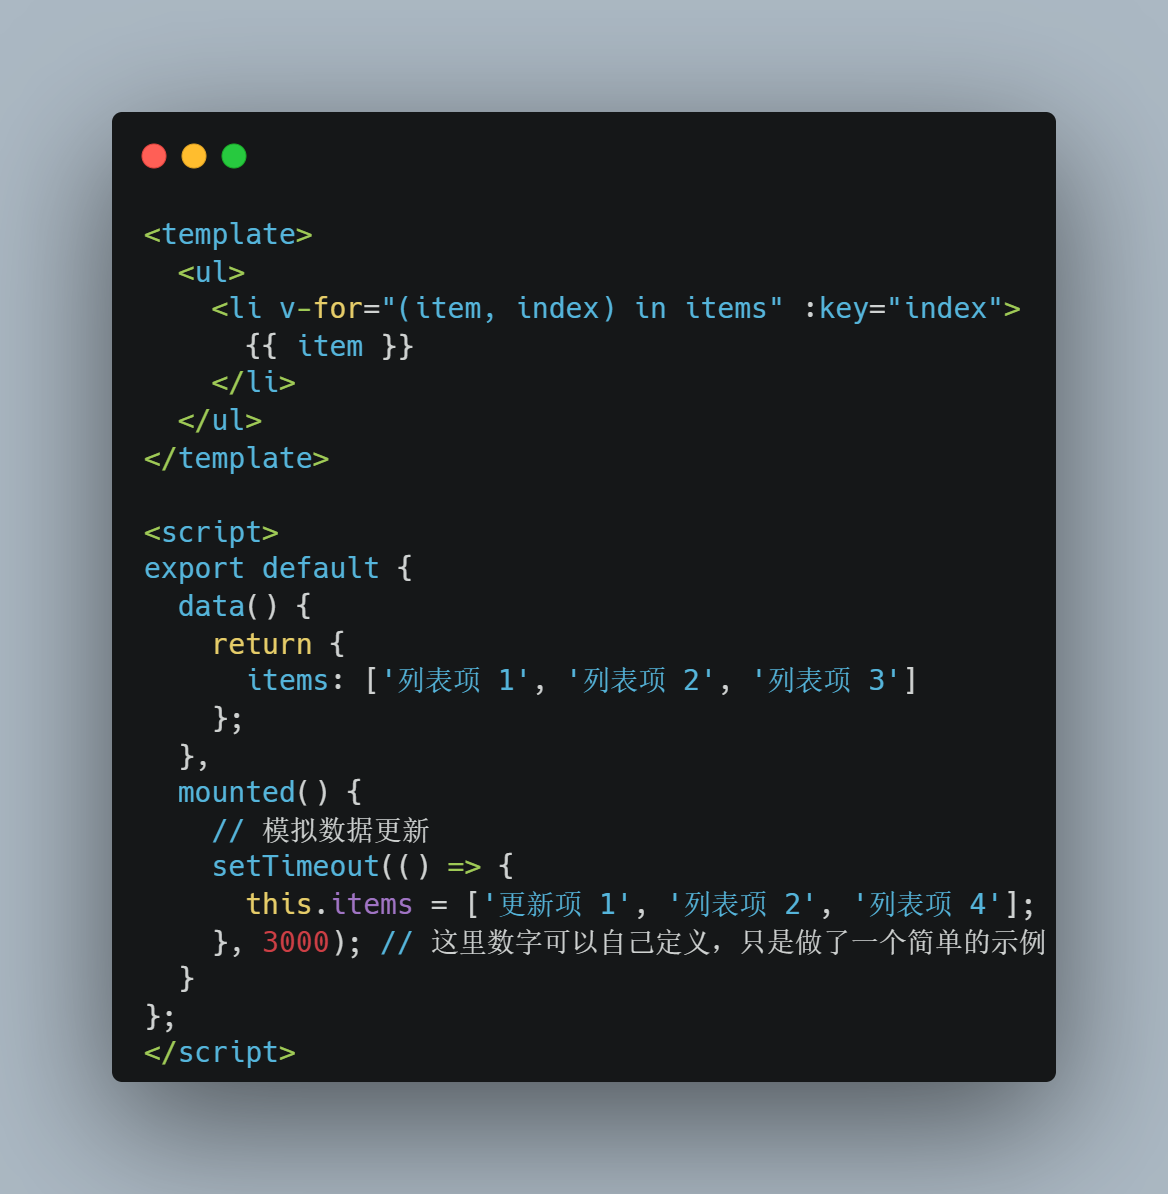 <template>
  <ul>
    <li v-for="(item, index) in items" :key="index">
      {{ item }}
    </li>
  </ul>
</template>

<script>
export default {
  data() {
    return {
      items: ['列表项 1', '列表项 2', '列表项 3']
    };
  },
  mounted() {
    // 模拟数据更新
    setTimeout(() => {
      this.items = ['更新项 1', '列表项 2', '列表项 4'];
    }, 3000); // 这里数字可以自己定义，只是做了一个简单的示例
  }
};
</script>